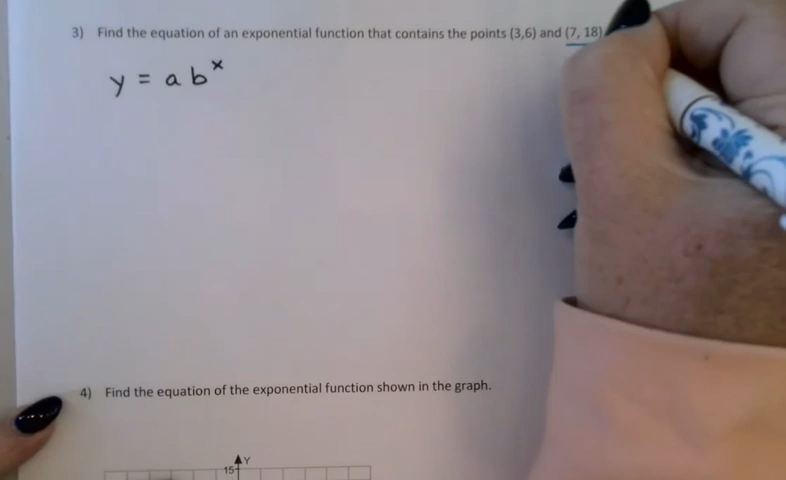 3) Find the equation of an exponential function that contains the points (3,6) and (7, 18)
y = a b^x
4) Find the equation of the exponential function shown in the graph.
Y
15